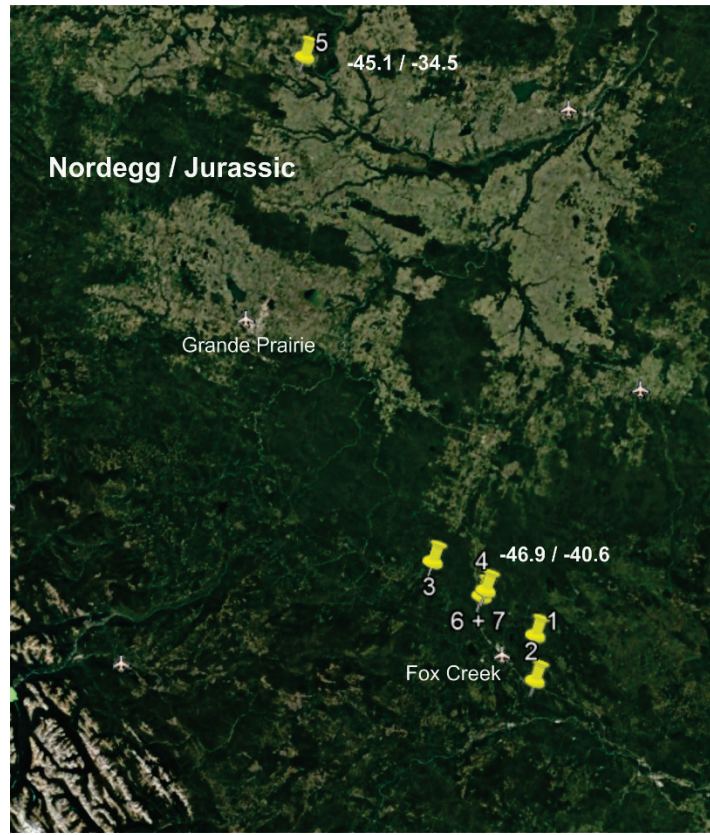 5
-45.1 / -34.5
Nordegg / Jurassic
Grande Prairie
-46.9 / -40.6
4
3
6 + 7
1
2
Fox Creek